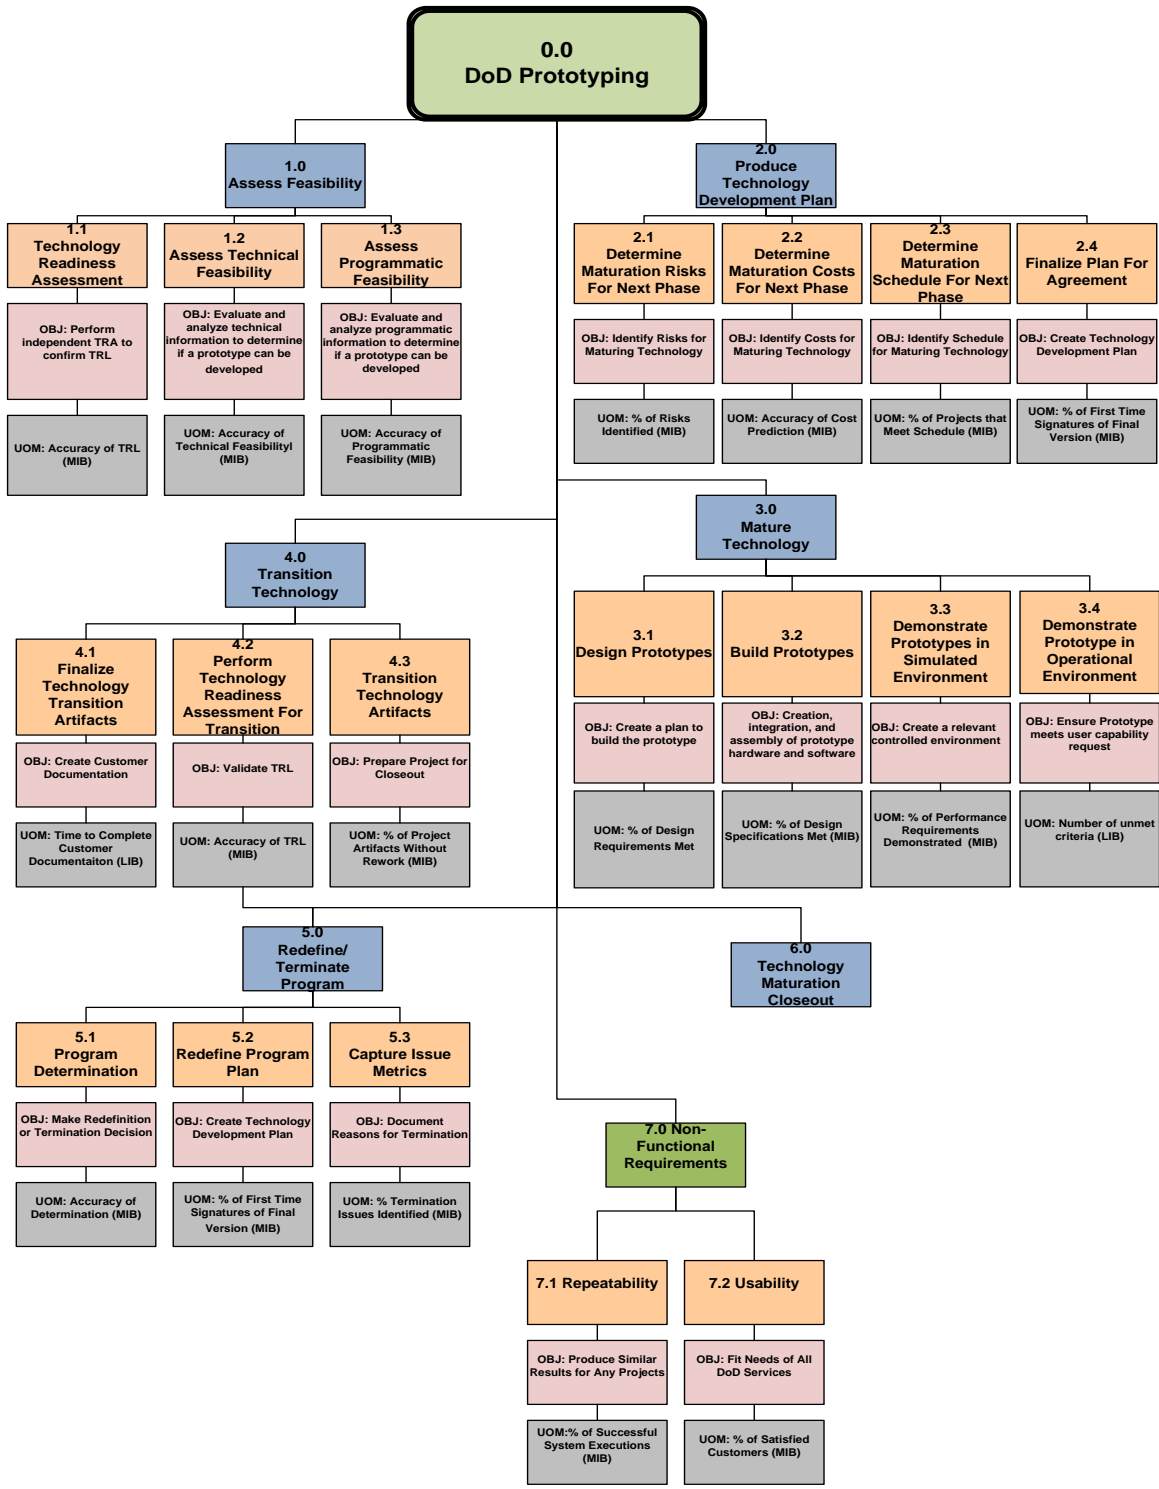 0.0
DoD Prototyping
1.0
Assess Feasibility
2.0
Produce
Technology
Development Plan
1.1
Technology
Readiness
Assessment
1.2
Assess Technical
Feasibility
1.3
Assess
Programmatic
Feasibility
OBJ: Perform
independent TRA to
confirm TRL
OBJ: Evaluate and
analyze technical
information to determine
if a prototype can be
developed
OBJ: Evaluate and
analyze programmatic
information to determine
if a prototype can be
developed
UOM: Accuracy of TRL
(MIB)
UOM: Accuracy of
Technical Feasibilityl
(MIB)
UOM: Accuracy of
Programmatic
Feasibility (MIB)
2.1
Determine
Maturation Risks
For Next Phase
2.2
Determine
Maturation Costs
For Next Phase
2.3
Determine
Maturation
Schedule For Next
Phase
2.4
Finalize Plan For
Agreement
OBJ: Identify Risks for
Maturing Technology
OBJ: Identify Costs for
Maturing Technology
OBJ: Identify Schedule
for Maturing Technology
OBJ: Create Technology
Development Plan
UOM: % of Risks
Identified (MIB)
UOM: Accuracy of Cost
Prediction (MIB)
UOM: % of Projects that
Meet Schedule (MIB)
UOM: % of First Time
Signatures of Final
Version (MIB)
3.0
Mature
Technology
4.0
Transition
Technology
3.1
Design Prototypes
3.2
Build Prototypes
3.3
Demonstrate
Prototypes in
Simulated
Environment
3.4
Demonstrate
Prototype in
Operational
Environment
OBJ: Create a plan to
build the prototype
OBJ: Creation,
integration, and
assembly of prototype
hardware and software
OBJ: Create a relevant
controlled environment
OBJ: Ensure Prototype
meets user capability
request
UOM: % of Design
Requirements Met
UOM: % of Design
Specifications Met (MIB)
UOM: % of Performance
Requirements
Demonstrated (MIB)
UOM: Number of unmet
criteria (LIB)
4.1
Finalize
Technology
Transition
Artifacts
4.2
Perform
Technology
Readiness
Assessment For
Transition
4.3
Transition
Technology
Artifacts
OBJ: Create Customer
Documentation
OBJ: Validate TRL
OBJ: Prepare Project for
Closeout
UOM: Time to Complete
Customer
Documentaiton (LIB)
UOM: Accuracy of TRL
(MIB)
UOM: % of Project
Artifacts Without
Rework (MIB)
5.0
Redefine/
Terminate
Program
6.0
Technology
Maturation
Closeout
5.1
Program
Determination
5.2
Redefine Program
Plan
5.3
Capture Issue
Metrics
OBJ: Make Redefinition
or Termination Decision
OBJ: Create Technology
Development Plan
OBJ: Document
Reasons for Termination
UOM: Accuracy of
Determination (MIB)
UOM: % of First Time
Signatures of Final
Version (MIB)
UOM: % Termination
Issues Identified (MIB)
7.0 Non-
Functional
Requirements
7.1 Repeatability
7.2 Usability
OBJ: Produce Similar
Results for Any Projects
OBJ: Fit Needs of All
DoD Services
UOM:% of Successful
System Executions
(MIB)
UOM: % of Satisfied
Customers (MIB)